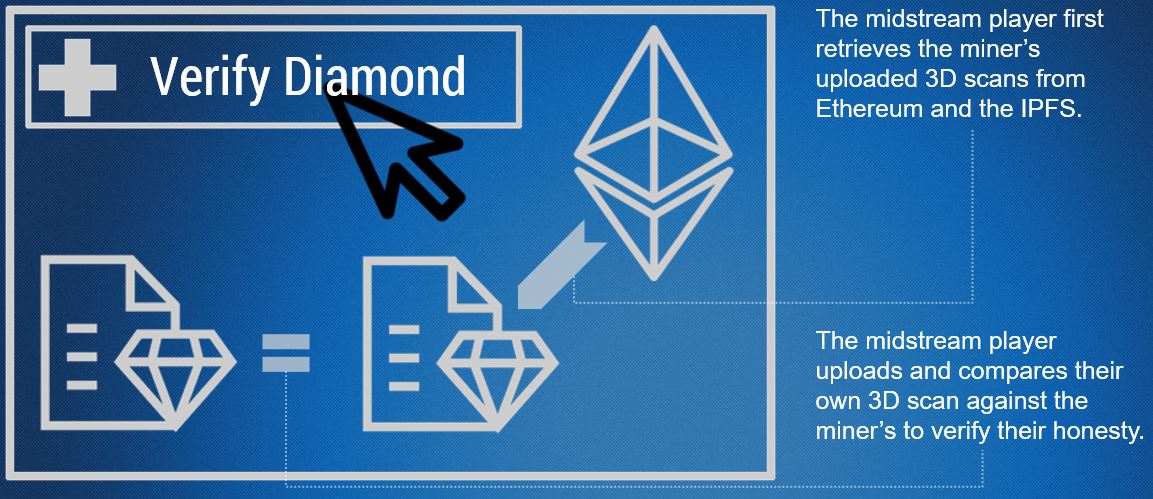 Verify Diamond
The midstream player first
retrieves the miner’s
uploaded 3D scans from
Ethereum and the IPFS.
The midstream player
uploads and compares their
own 3D scan against the
miner’s to verify their honesty.